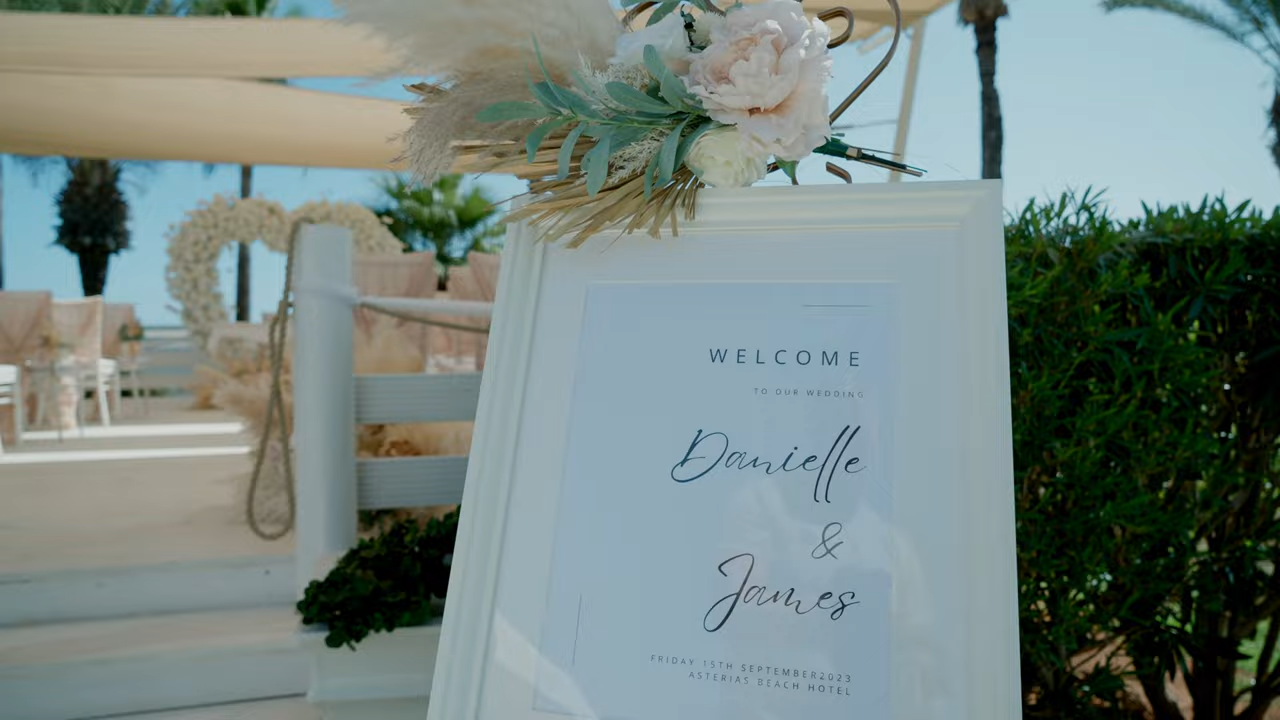 WELCOME
TO OUR WEDDING
Danielle
&
James
FRIDAY 15TH SEPTEMBER2023
ASTERIAS BEACH HOTEL